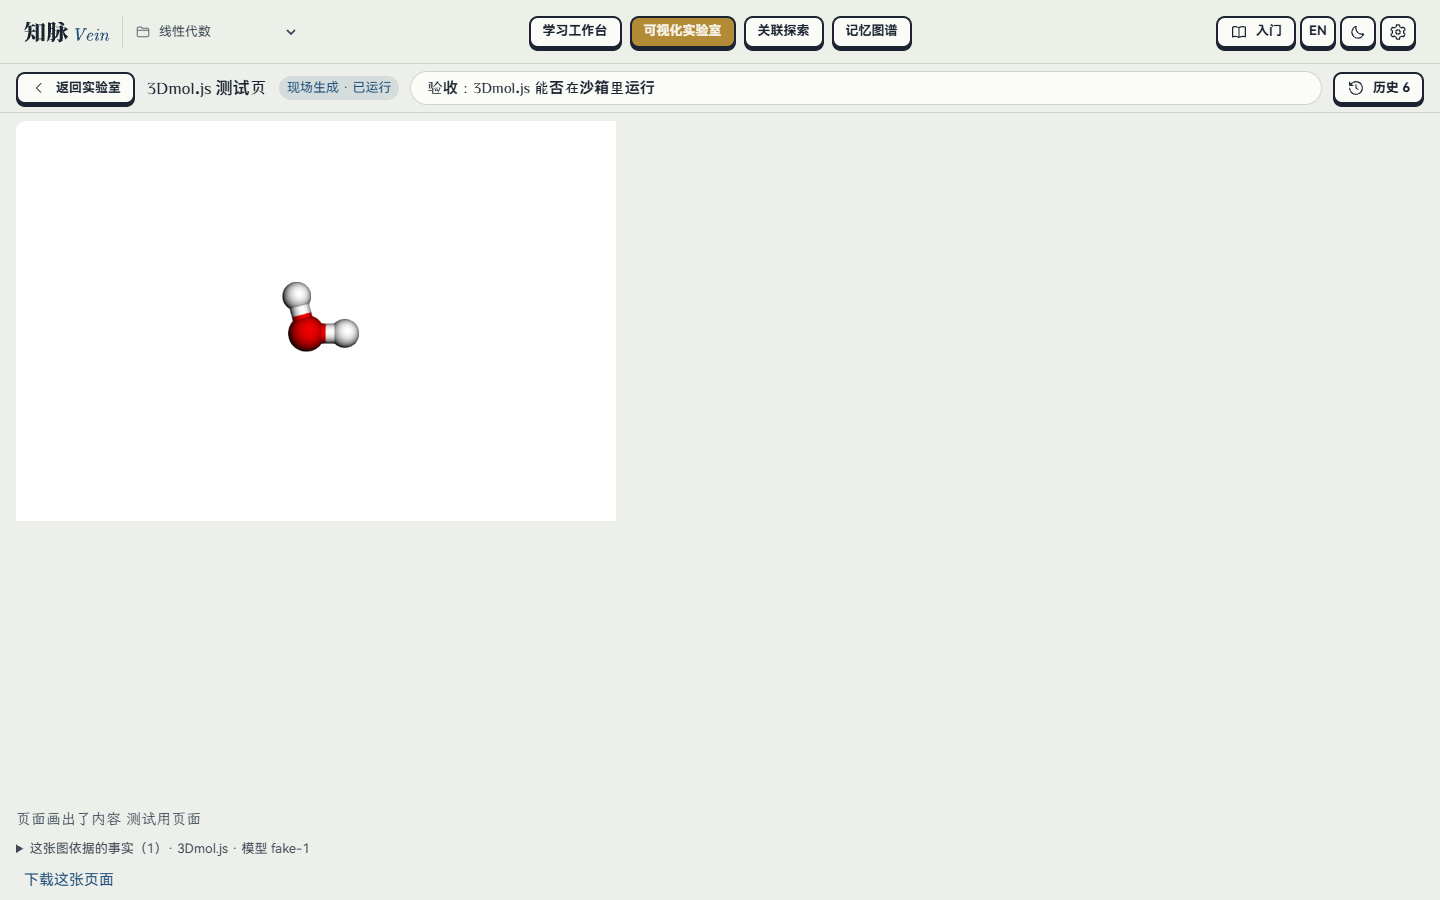 知脉 Vein 线性代数 学习工作台 可视化实验室 关联探索 记忆图谱 入门 EN
返回实验室 3Dmol.js 测试页 现场生成 · 已运行 验收：3Dmol.js 能否在沙箱里运行 历史 6
页面画出了内容 测试用页面
这张图依据的事实（1） · 3Dmol.js · 模型 fake-1
下载这张页面